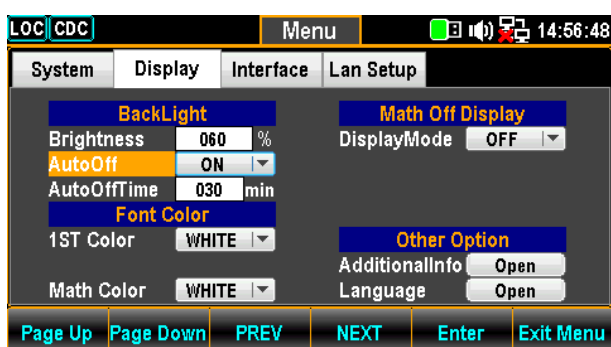 LOC CDC Menu 14:56:48
System Display Interface Lan Setup
BackLight
Brightness 060 %
AutoOff ON
AutoOffTime 030 min
Font Color
1ST Color WHITE
Math Color WHITE
Math Off Display
DisplayMode OFF
Other Option
AdditionalInfo Open
Language Open
Page Up Page Down PREV NEXT Enter Exit Menu